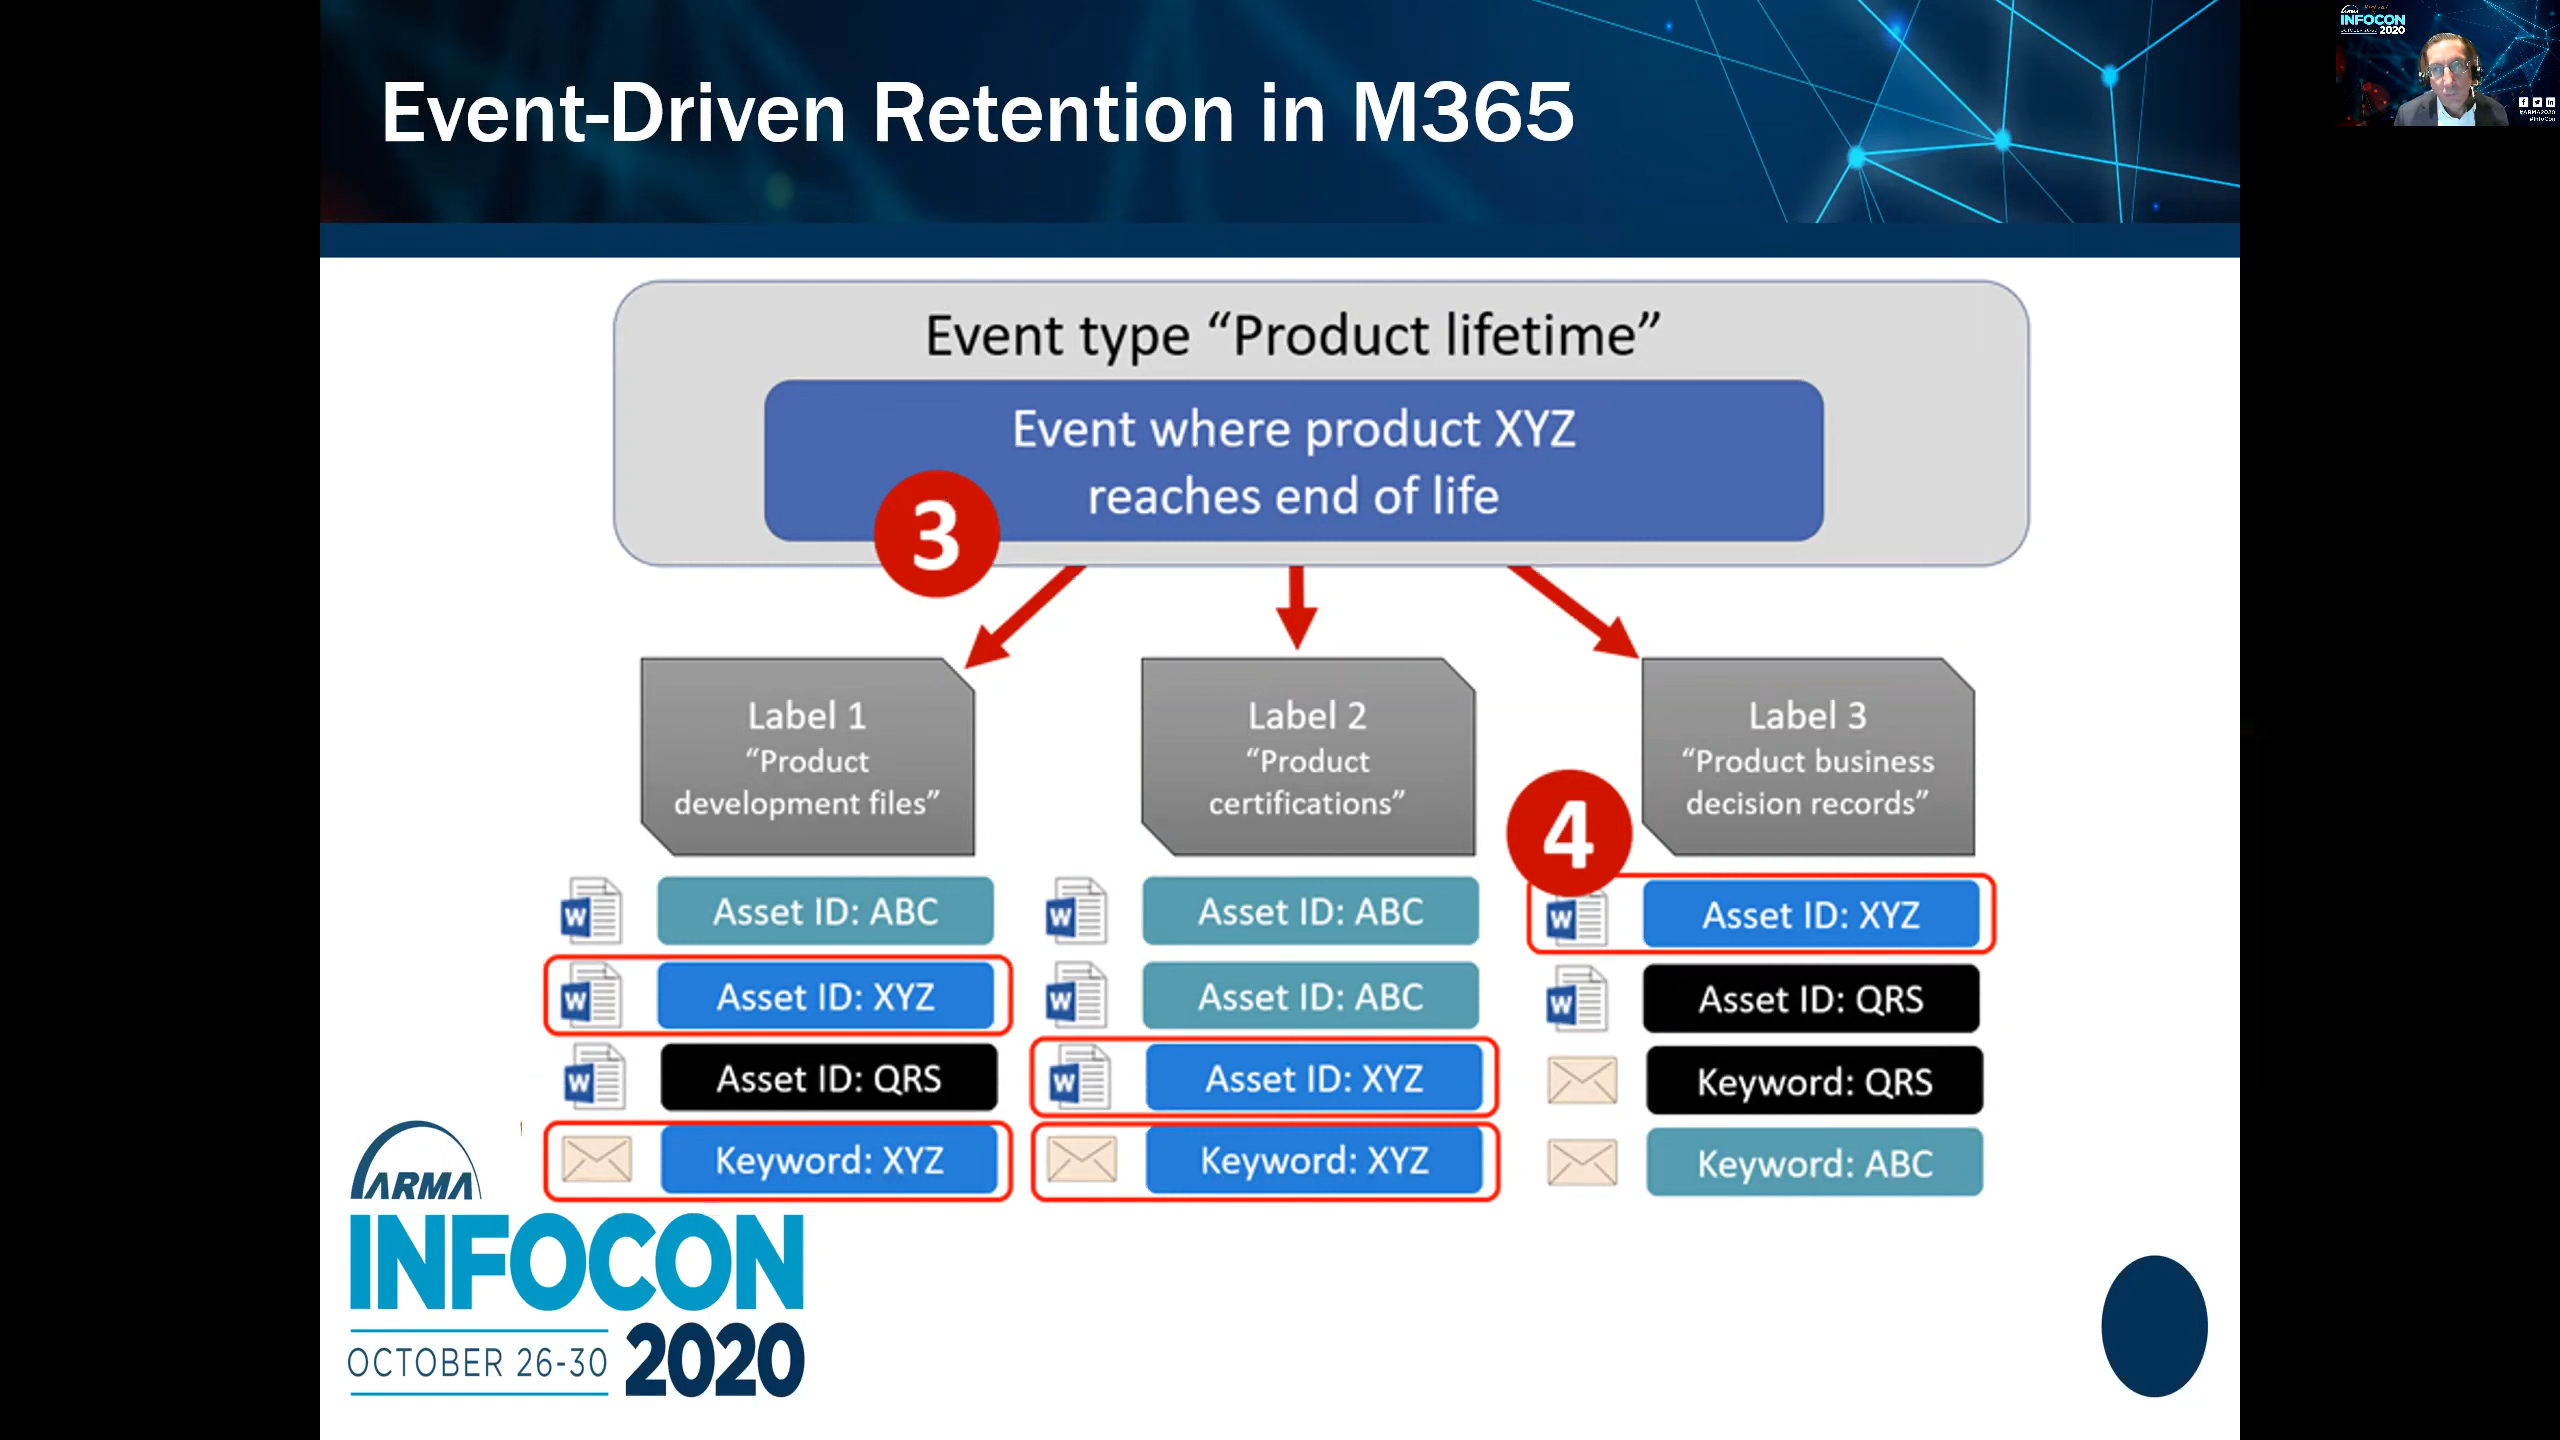 Event-Driven Retention in M365
INFOCON
2020
Event type “Product lifetime”
Event where product XYZ
reaches end of life
3
Label 1
“Product
development files”
Label 2
“Product
certifications”
Label 3
“Product business
decision records”
4
W
Asset ID: ABC
W
Asset ID: XYZ
W
Asset ID: QRS
Keyword: XYZ
W
Asset ID: ABC
W
Asset ID: ABC
W
Asset ID: XYZ
Keyword: XYZ
W
Asset ID: XYZ
W
Asset ID: QRS
Keyword: QRS
Keyword: ABC
ARMA
INFOCON
OCTOBER 26-30 2020